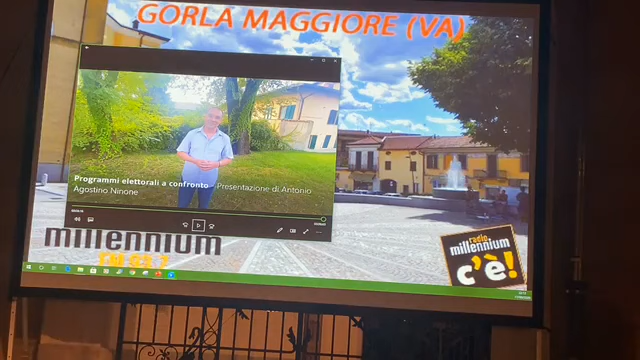 GORLA MAGGIORE (VA)
Programmi elettorali a confronto - Presentazione di Antonio
Agostino Ninone
millennium
radio
millennium
c'è!